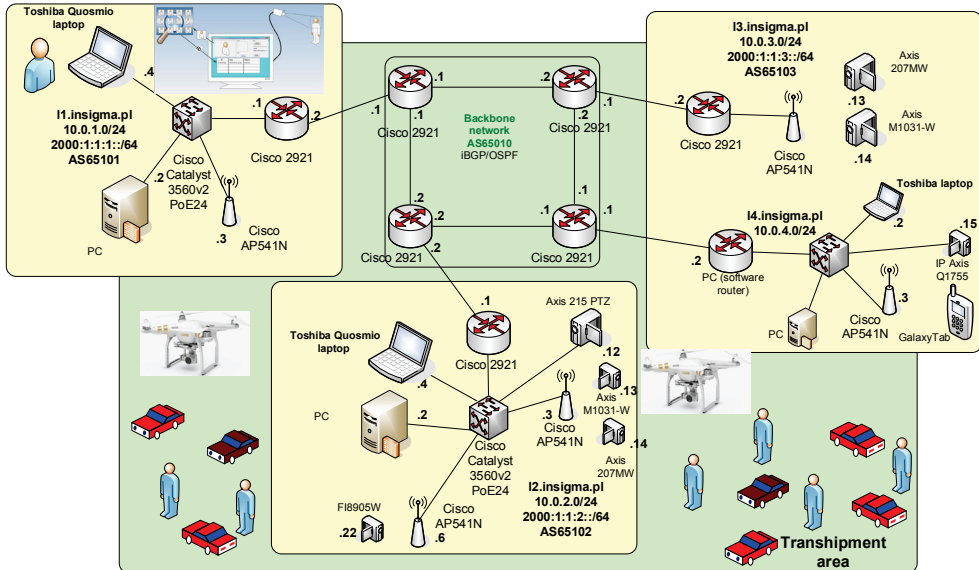 Toshiba Quosmio
laptop
.4
l1.insigma.pl
10.0.1.0/24
2000:1:1:1::/64
AS65101
.1
.2
Cisco 2921
Cisco
Catalyst
3560v2
PoE24
.2
PC
.3
Cisco
AP541N
.1
.1
.1
Cisco 2921
.2
.1
.2
Cisco 2921
Backbone
network
AS65010
iBGP/OSPF
.2
.2
.2
Cisco 2921
.1
.1
.1
Cisco 2921
l3.insigma.pl
10.0.3.0/24
2000:1:1:3::/64
AS65103
.2
Cisco 2921
Cisco
AP541N
Axis
207MW
.13
Axis
M1031-W
.14
Toshiba laptop
.2
l4.insigma.pl
10.0.4.0/24
.2
PC (software
router)
.15
IP Axis
Q1755
.3
Cisco
AP541N
PC
GalaxyTab
.1
Cisco 2921
Toshiba Quosmio
laptop
.4
PC
.2
Axis 215 PTZ
.12
.13
Axis
M1031-W
.3
Cisco
AP541N
.14
Axis
207MW
Cisco
Catalyst
3560v2
PoE24
FI8905W
.22
Cisco
AP541N
.6
l2.insigma.pl
10.0.2.0/24
2000:1:1:2::/64
AS65102
Transhipment
area